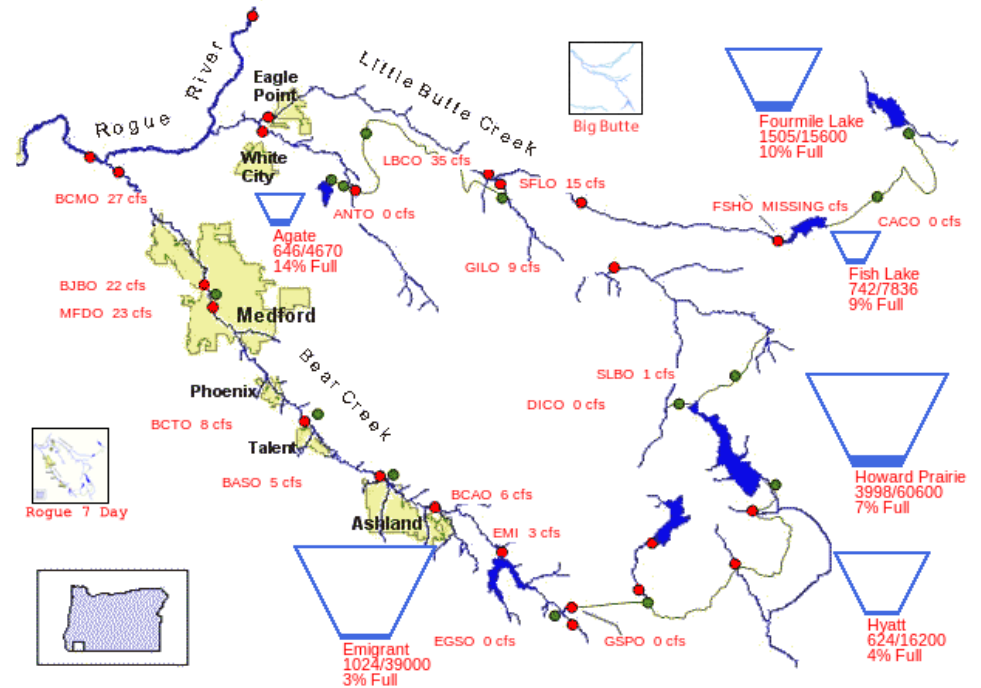 Rogue
River
Eagle
Point
Little Butte Creek
Big Butte
Fourmile Lake
1505/15600
10% Full
White
City
LBCO 35 cfs
SFLO 15 cfs
BCMO 27 cfs
ANTO 0 cfs
FSHO MISSING cfs
CACO 0 cfs
Agate
646/4670
14% Full
GILO 9 cfs
Fish Lake
742/7836
9% Full
BJBO 22 cfs
MFDO 23 cfs
Medford
Bear Creek
SLBO 1 cfs
Phoenix
DICO 0 cfs
BCTO 8 cfs
Talent
Howard Prairie
3998/60600
7% Full
BASO 5 cfs
BCAO 6 cfs
Rogue 7 Day
Ashland
EMI 3 cfs
EGSO 0 cfs
GSPO 0 cfs
Emigrant
1024/39000
3% Full
Hyatt
624/16200
4% Full